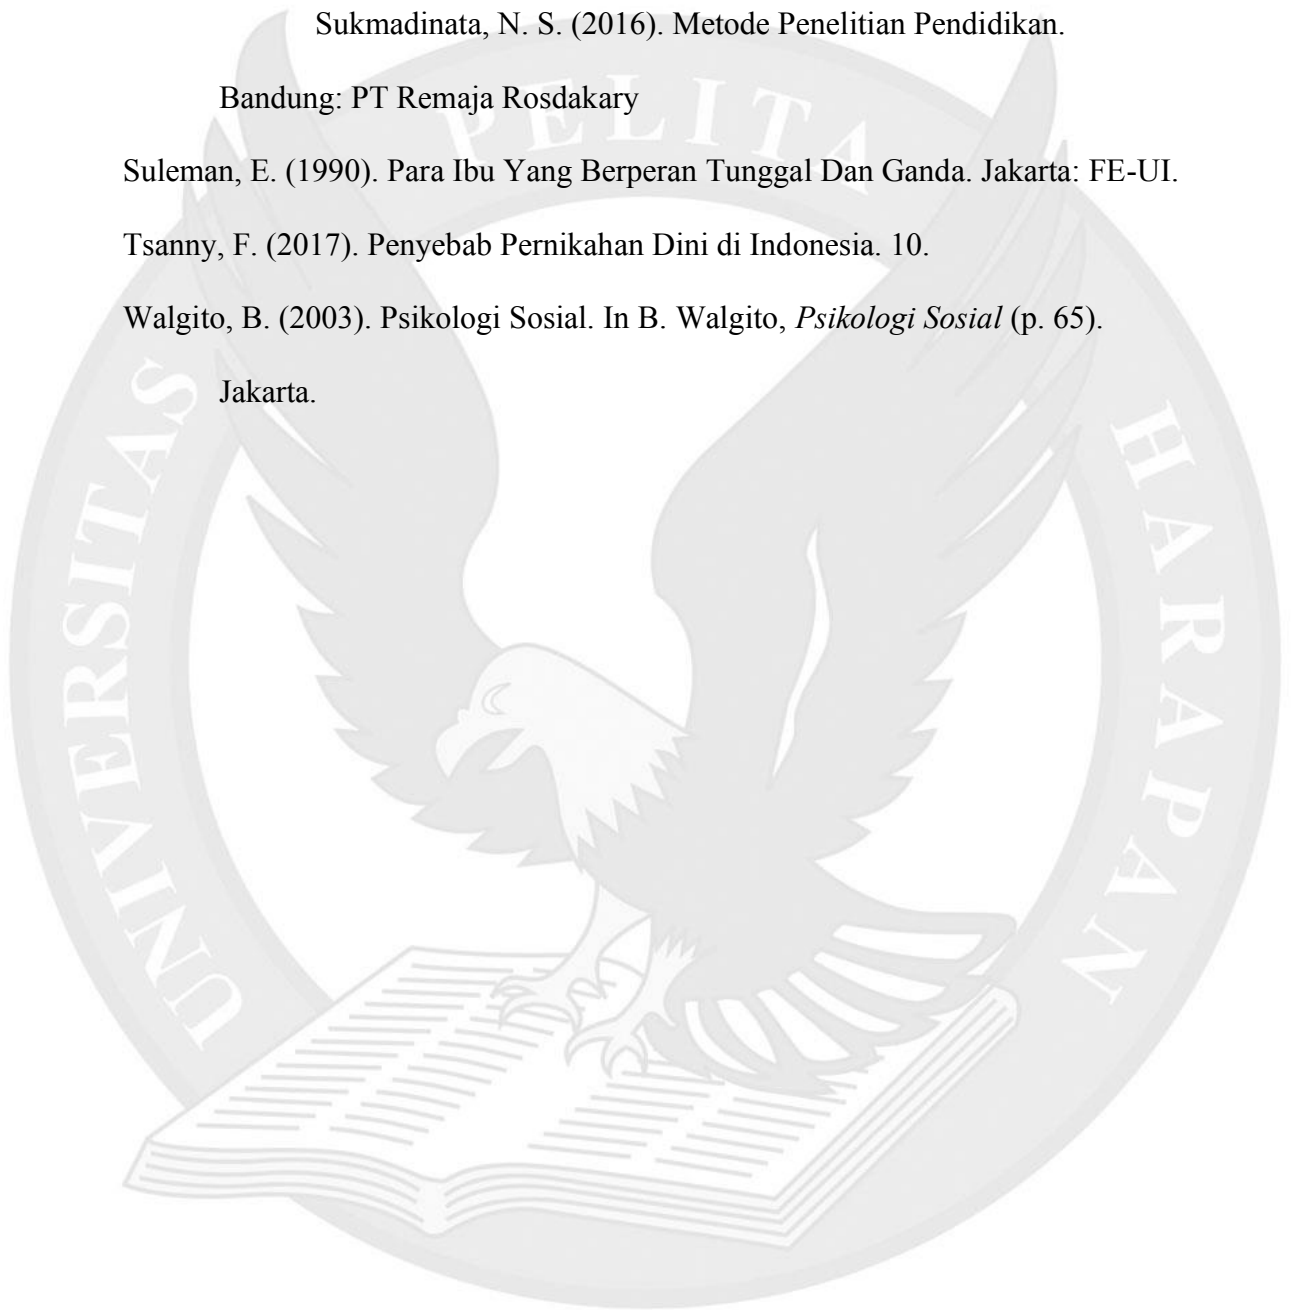 Sukmadinata, N. S. (2016). Metode Penelitian Pendidikan.
Bandung: PT Remaja Rosdakary
Suleman, E. (1990). Para Ibu Yang Berperan Tunggal Dan Ganda. Jakarta: FE-UI.
Tsanny, F. (2017). Penyebab Pernikahan Dini di Indonesia. 10.
Walgito, B. (2003). Psikologi Sosial. In B. Walgito, Psikologi Sosial (p. 65).
Jakarta.
UNIVERSITAS
PELITA
HARAPAN